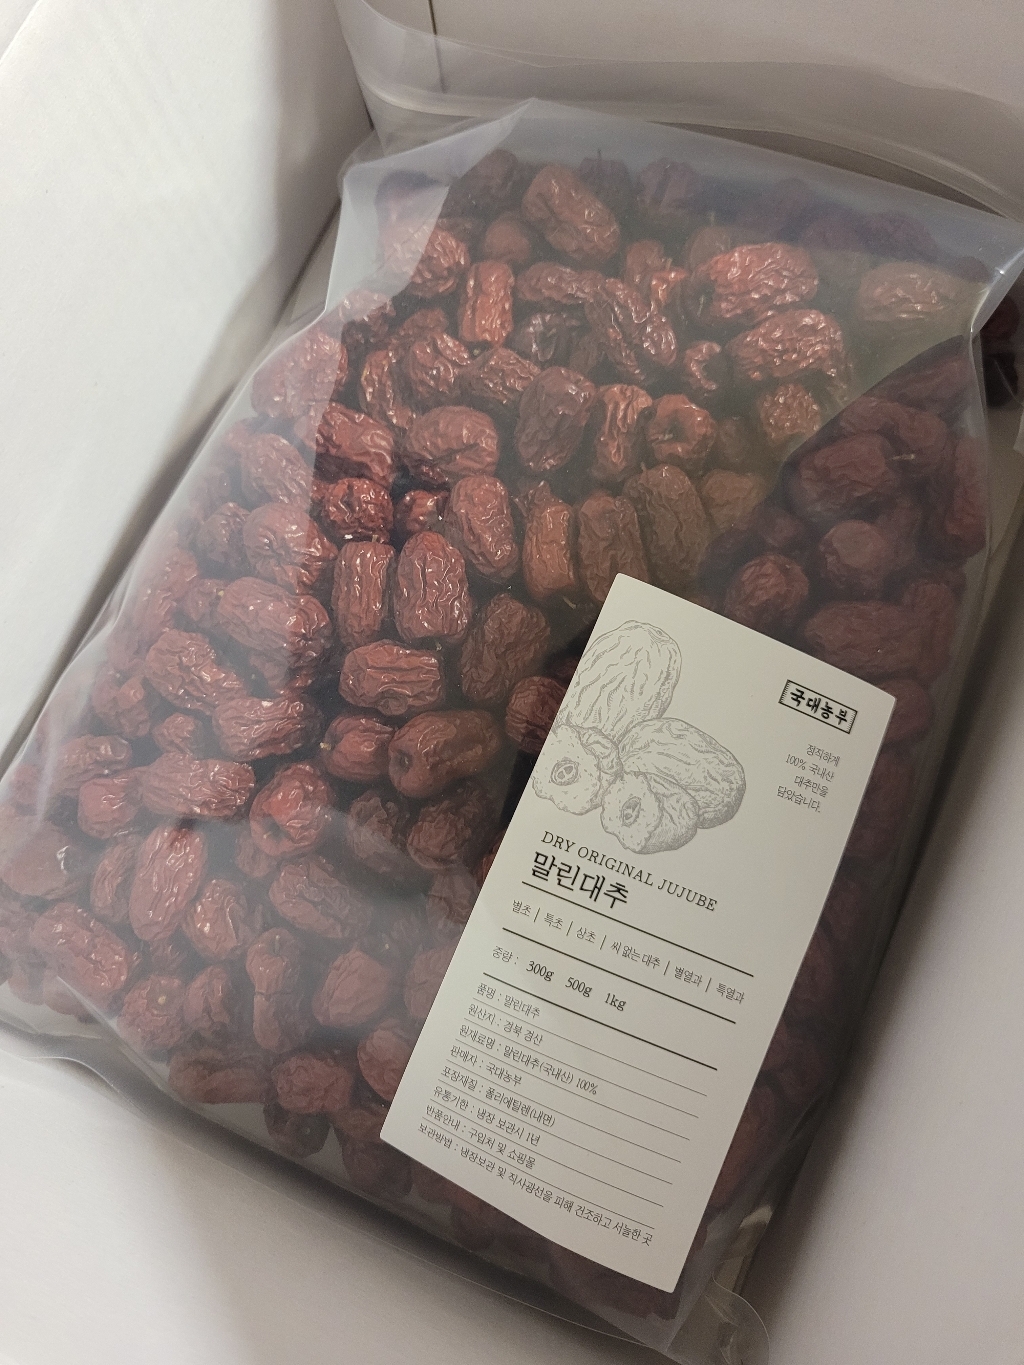 국대농부
정직하게
100% 국내산
대추만을
담았습니다.
DRY ORIGINAL JUJUBE
말린대추
별초 | 특초 | 상초 | 씨 없는 대추 | 별열과 | 특열과
중량 : 300g 500g 1kg
품명 : 말린대추
원산지 : 경북 경산
원재료명 : 말린대추(국내산) 100%
판매자 : 국대농부
포장재질 : 폴리에틸렌(내면)
유통기한 : 냉장 보관시 1년
반품안내 : 구입처 및 쇼핑몰
보관방법 : 냉장보관 및 직사광선을 피해 건조하고 서늘한 곳